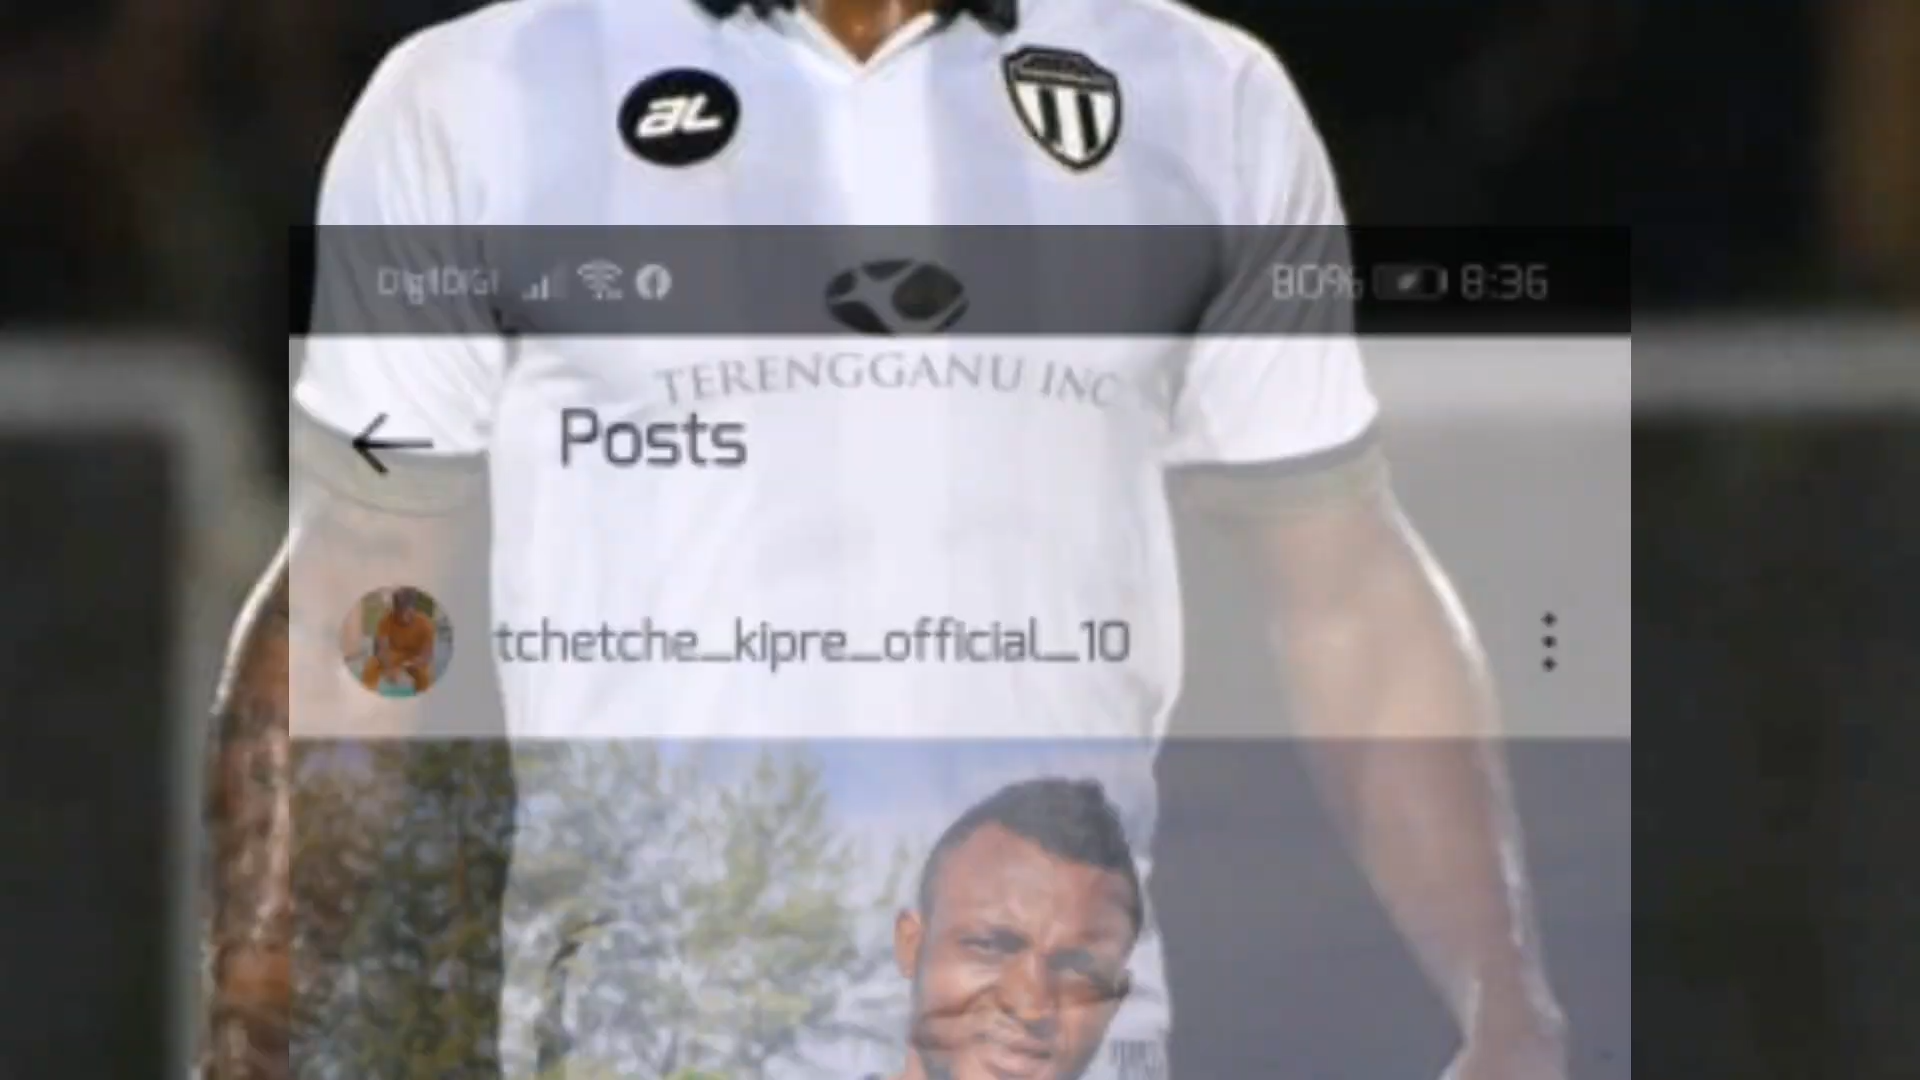 aL
80% 8:36
TERENGGANU INC
Posts
tchetche_kipre_official_10